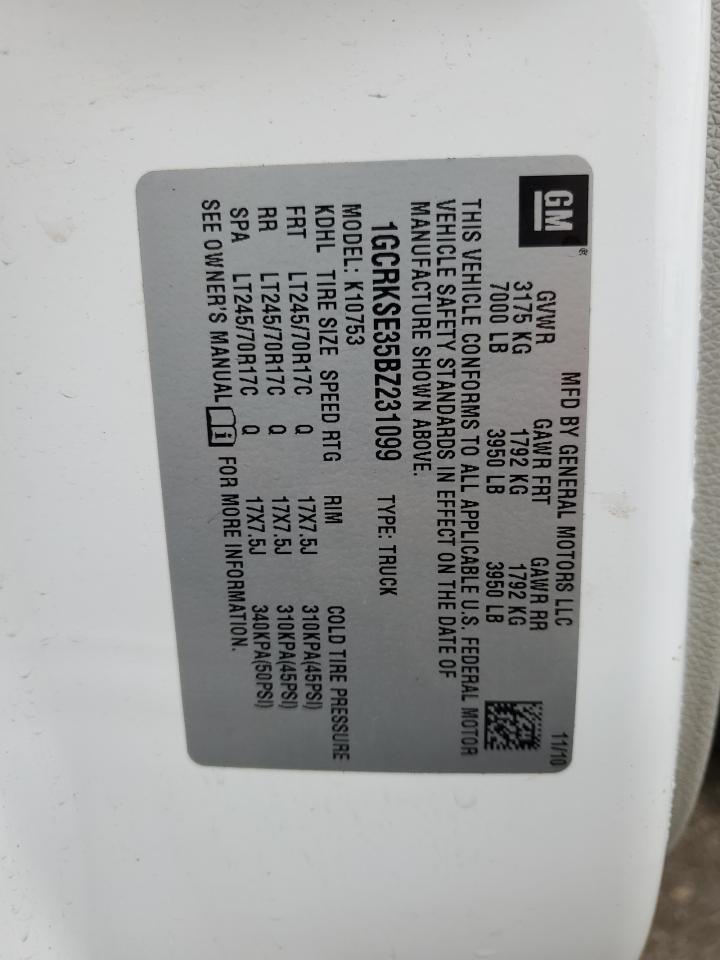 GM®
MFD BY GENERAL MOTORS LLC 11/10
GVWR GAWR FRT GAWR RR
3175 KG 1792 KG 1792 KG
7000 LB 3950 LB 3950 LB
THIS VEHICLE CONFORMS TO ALL APPLICABLE U.S. FEDERAL MOTOR
VEHICLE SAFETY STANDARDS IN EFFECT ON THE DATE OF
MANUFACTURE SHOWN ABOVE.
1GCRKSE35BZ231099 TYPE: TRUCK
MODEL: K10753
KDHL TIRE SIZE SPEED RTG RIM COLD TIRE PRESSURE
FRT LT245/70R17C Q 17X7.5J 310KPA(45PSI)
RR LT245/70R17C Q 17X7.5J 310KPA(45PSI)
SPA LT245/70R17C Q 17X7.5J 340KPA(50PSI)
SEE OWNER'S MANUAL FOR MORE INFORMATION.